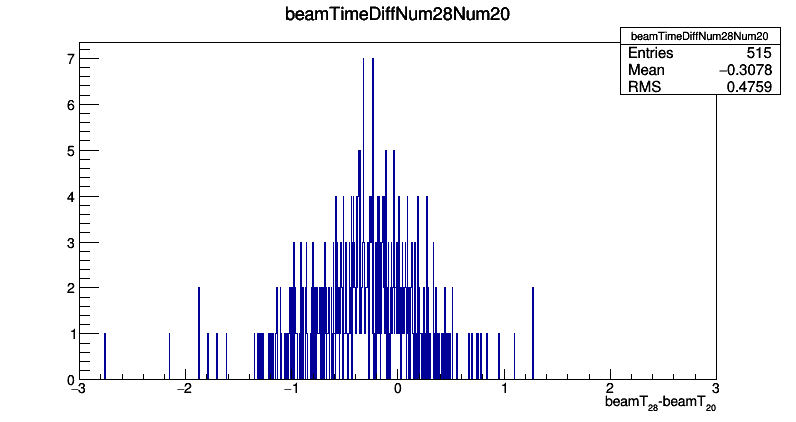 beamTimeDiffNum28Num20
beamTimeDiffNum28Num20
Entries 515
Mean −0.3078
RMS 0.4759
7
6
5
4
3
2
1
0
−3 −2 −1 0 1 2 3
beamT28-beamT20